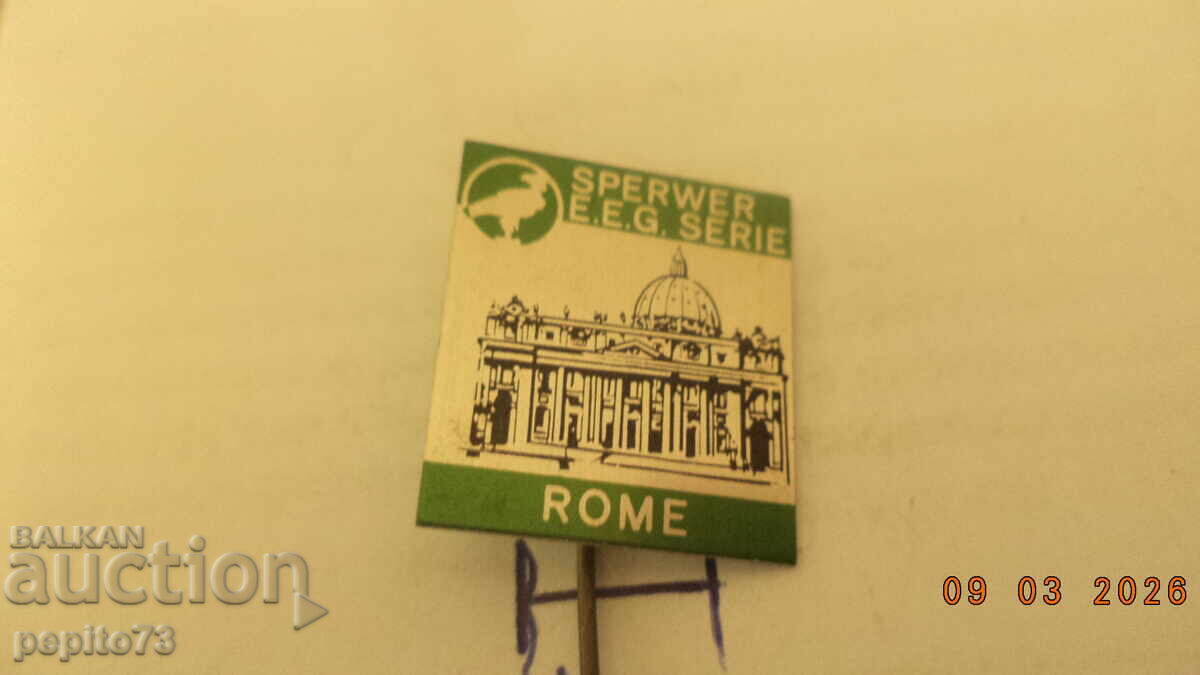 SPERWER
E.E.G. SERIE
ROME
BALKAN
auction
pepito73
09 03 2026